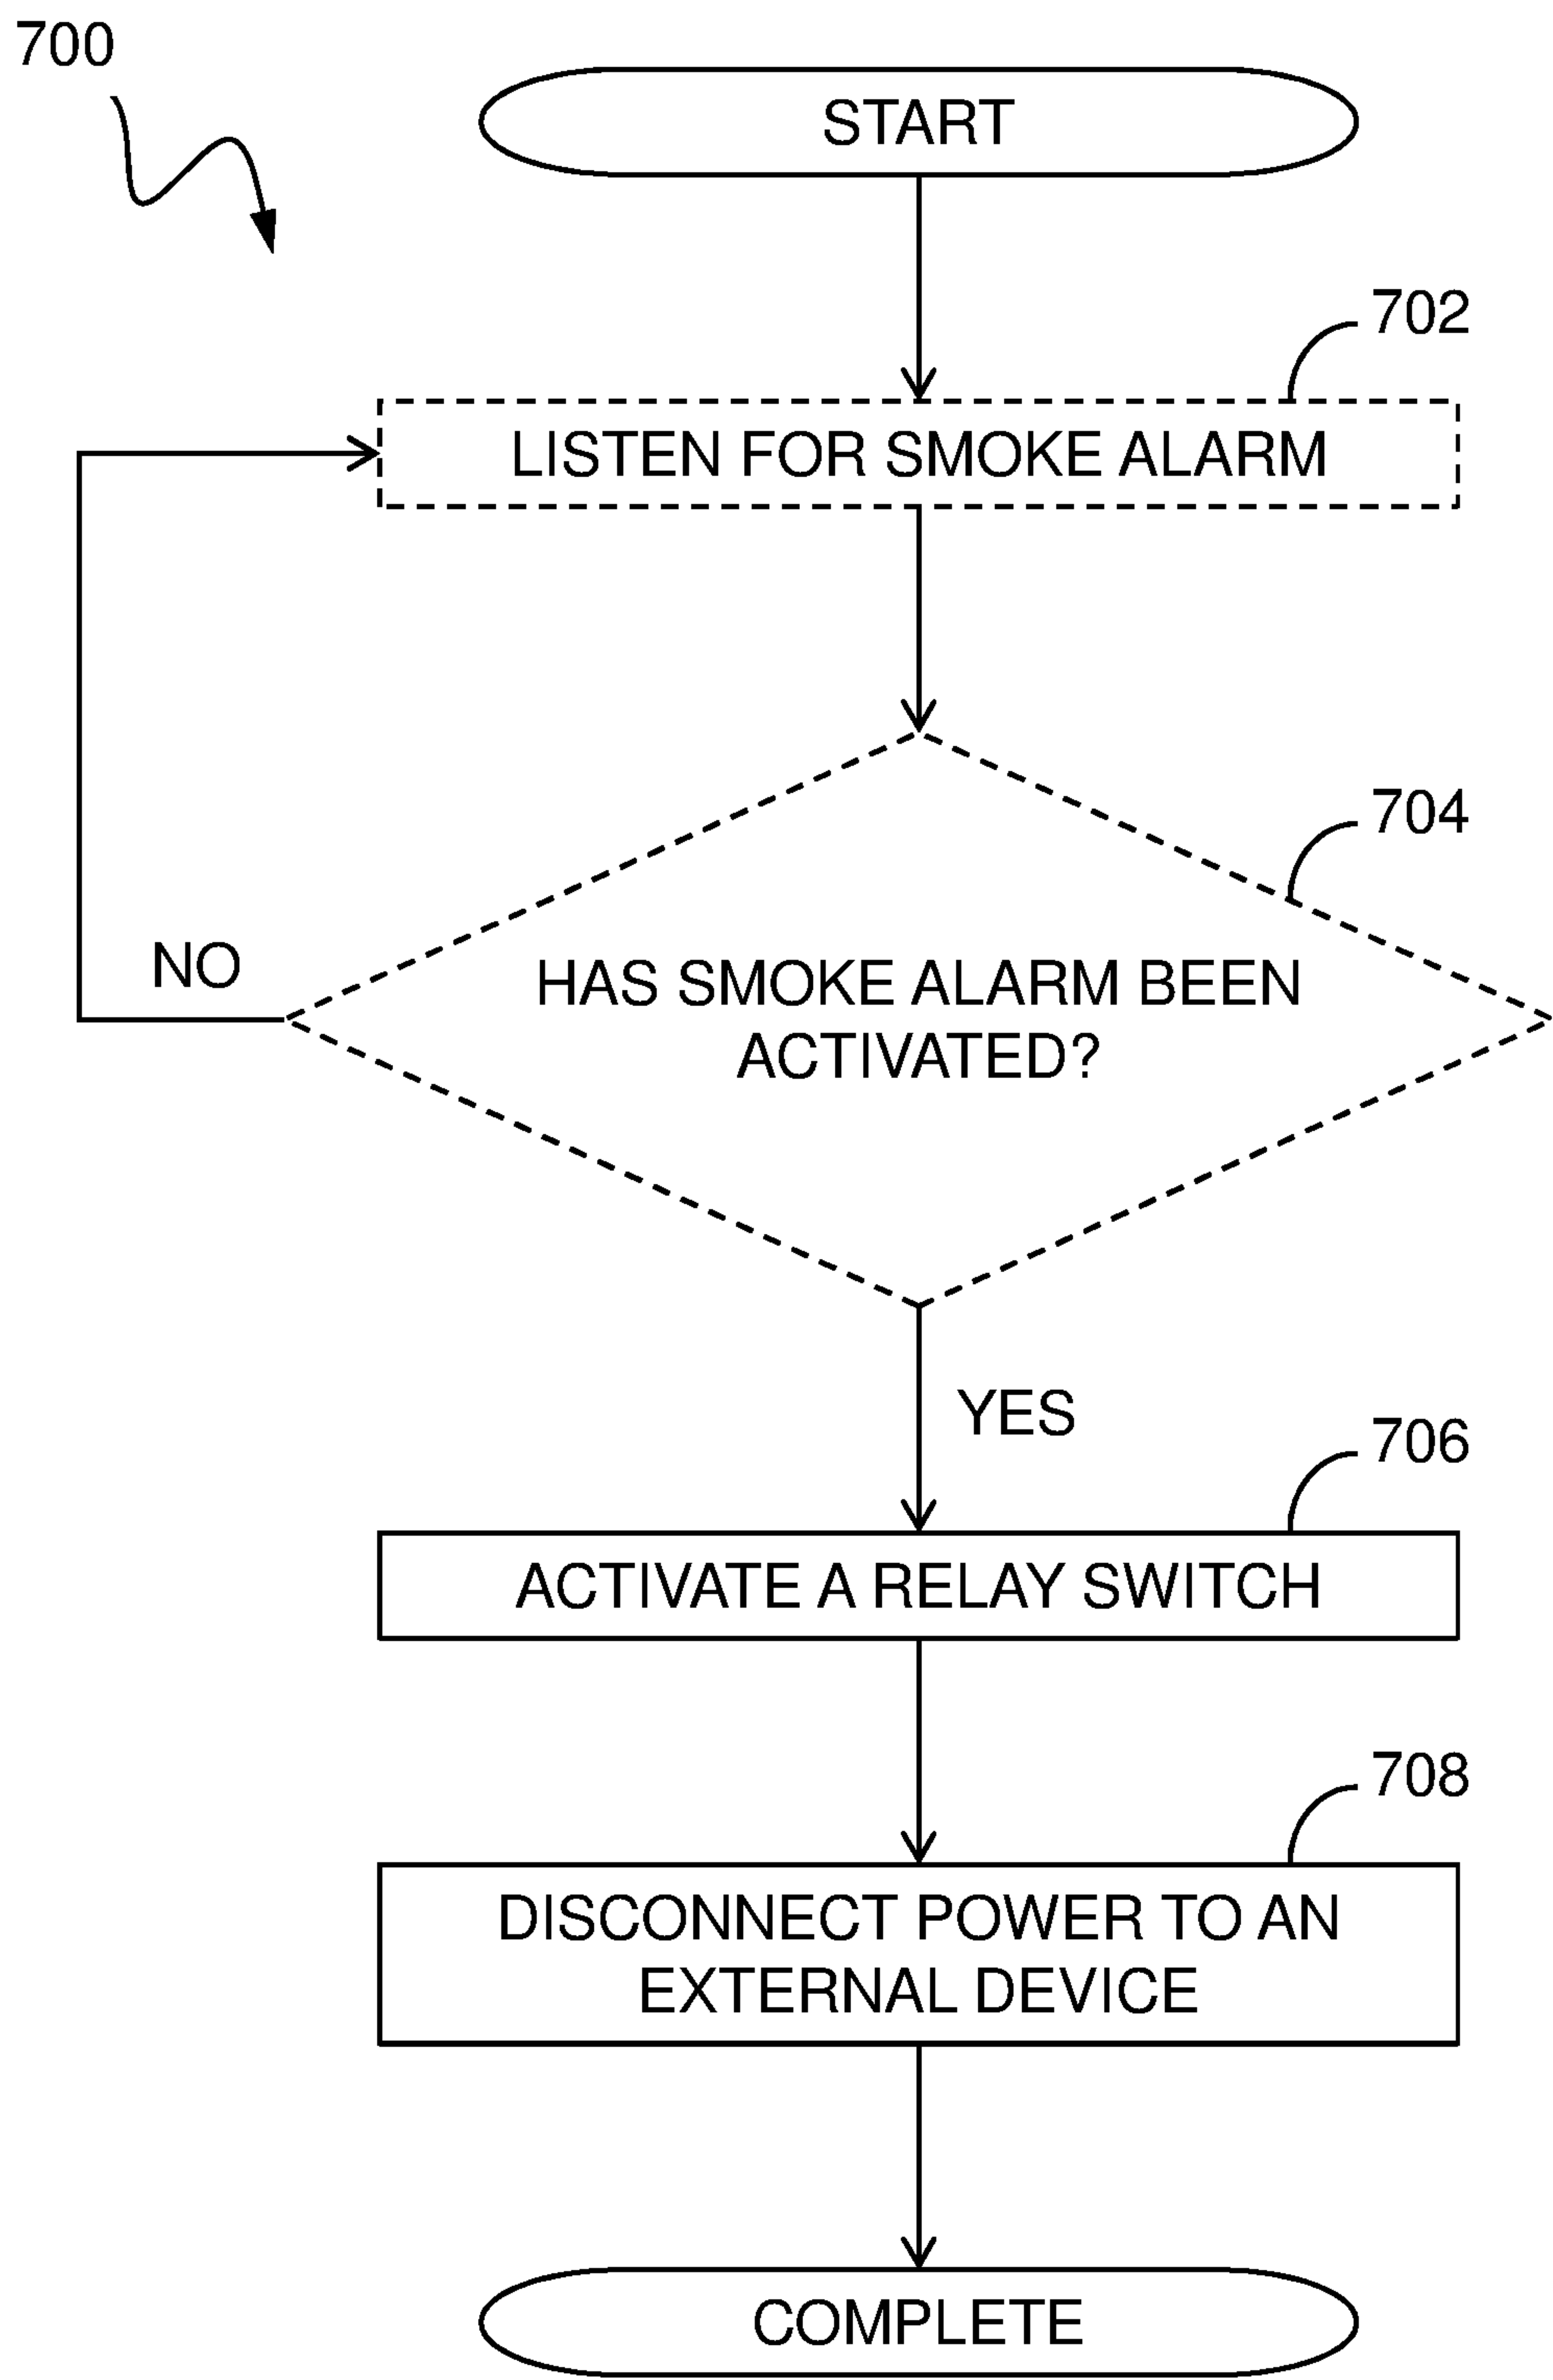 700
START
702
LISTEN FOR SMOKE ALARM
704
NO
HAS SMOKE ALARM BEEN
ACTIVATED?
YES
706
ACTIVATE A RELAY SWITCH
708
DISCONNECT POWER TO AN
EXTERNAL DEVICE
COMPLETE